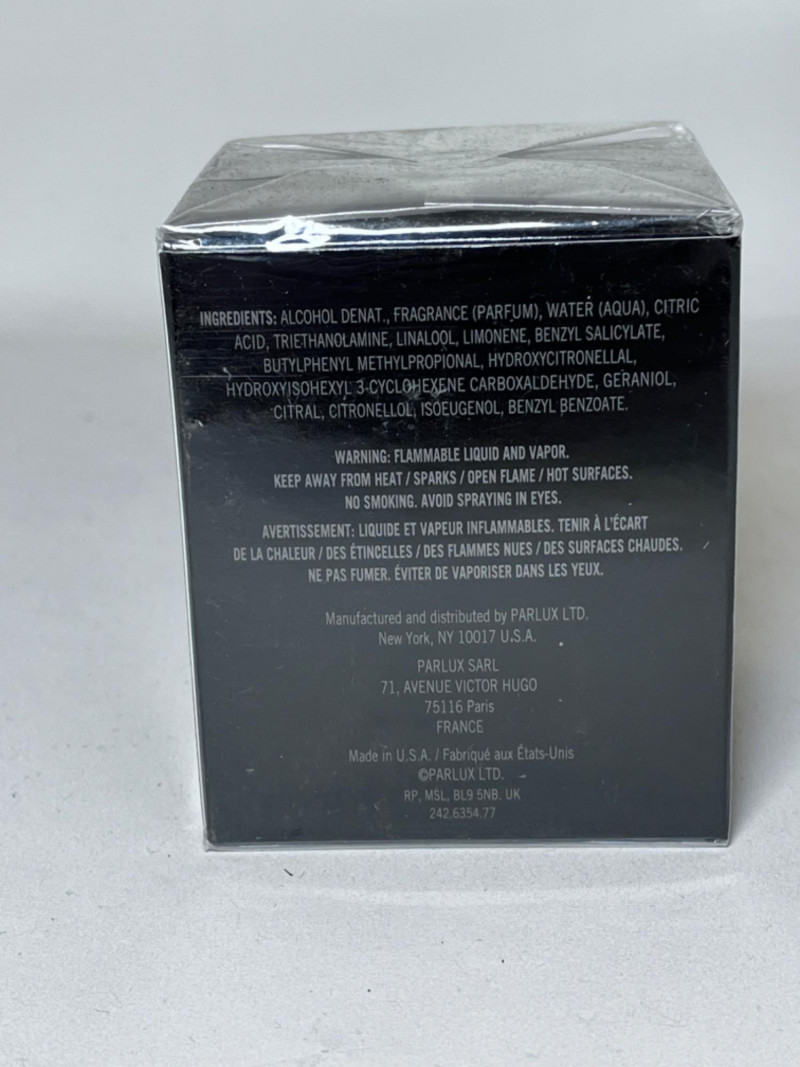 INGREDIENTS: ALCOHOL DENAT., FRAGRANCE (PARFUM), WATER (AQUA), CITRIC
ACID, TRIETHANOLAMINE, LINALOOL, LIMONENE, BENZYL SALICYLATE,
BUTYLPHENYL METHYLPROPIONAL, HYDROXYCITRONELLAL,
HYDROXYISOHEXYL 3-CYCLOHEXENE CARBOXALDEHYDE, GERANIOL,
CITRAL, CITRONELLOL, ISOEUGENOL, BENZYL BENZOATE.
WARNING: FLAMMABLE LIQUID AND VAPOR.
KEEP AWAY FROM HEAT / SPARKS / OPEN FLAME / HOT SURFACES.
NO SMOKING. AVOID SPRAYING IN EYES.
AVERTISSEMENT: LIQUIDE ET VAPEUR INFLAMMABLES. TENIR À L'ÉCART
DE LA CHALEUR / DES ÉTINCELLES / DES FLAMMES NUES / DES SURFACES CHAUDES.
NE PAS FUMER. ÉVITER DE VAPORISER DANS LES YEUX.
Manufactured and distributed by PARLUX LTD.
New York, NY 10017 U.S.A.
PARLUX SARL
71, AVENUE VICTOR HUGO
75116 Paris
FRANCE
Made in U.S.A. / Fabriqué aux États-Unis
©PARLUX LTD.
RP, MSL, BL9 5NB. UK
242.6354.77